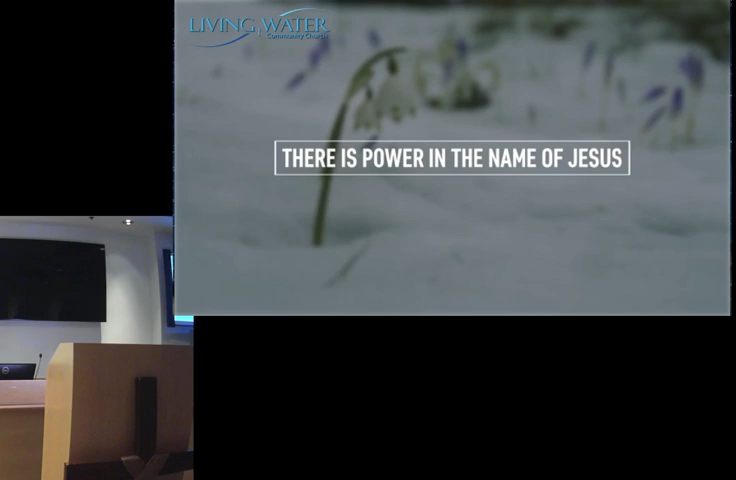 LIVING WATER
Community Church
THERE IS POWER IN THE NAME OF JESUS